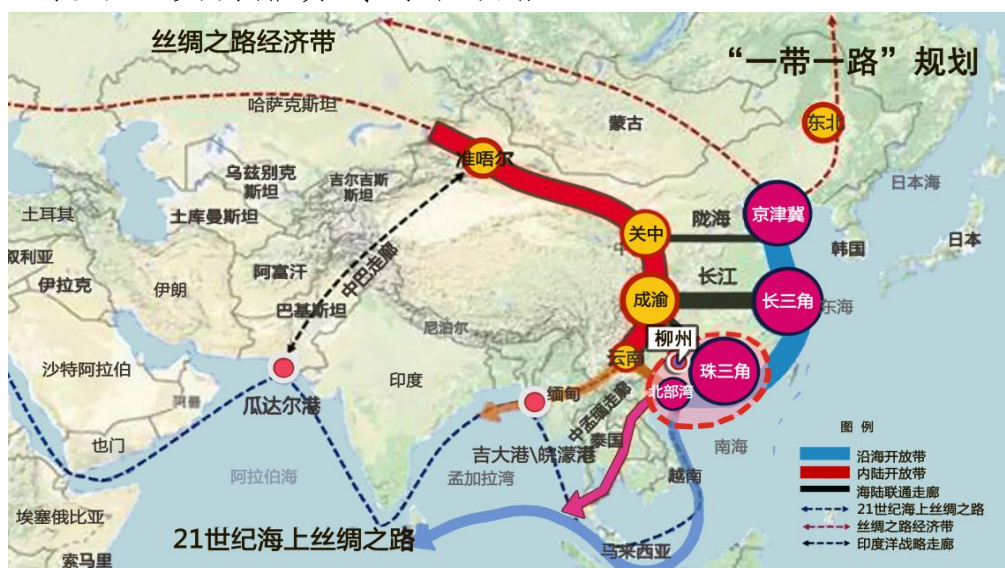 丝绸之路经济带
“一带一路”规划
哈萨克斯坦
蒙古
东北
准噶尔
乌兹别克
斯坦
吉尔吉斯
斯坦
日本海
土耳其
土库曼斯坦
关中
陇海
京津冀
韩国
日本
叙利亚
伊拉克
伊朗
阿富汗
中巴走廊
巴基斯坦
成渝
长江
长三角
东海
尼泊尔
柳州
云南
珠三角
北部湾
沙特阿拉伯
瓜达尔港
印度
缅甸
中孟缅走廊
泰国
也门
阿拉伯海
吉大港\皖濛港
孟加拉湾
越南
南海
埃塞俄比亚
索马里
21世纪海上丝绸之路
马来西亚
图 例
沿海开放带
内陆开放带
海陆联通走廊
21世纪海上丝绸之路
丝绸之路经济带
印度洋战略走廊